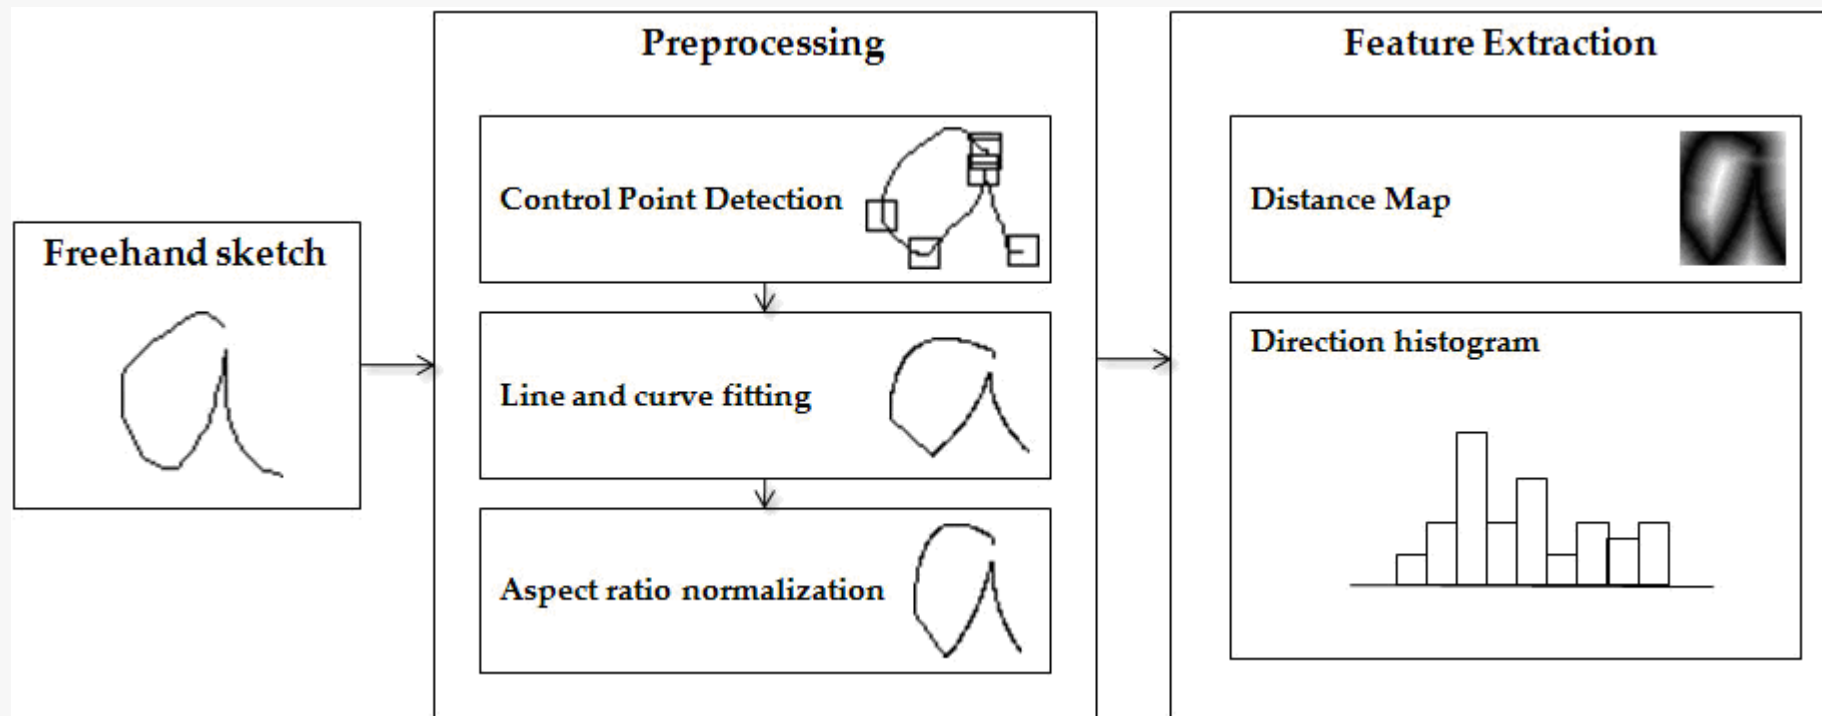 Freehand sketch
Preprocessing
Control Point Detection
Line and curve fitting
Aspect ratio normalization
Feature Extraction
Distance Map
Direction histogram